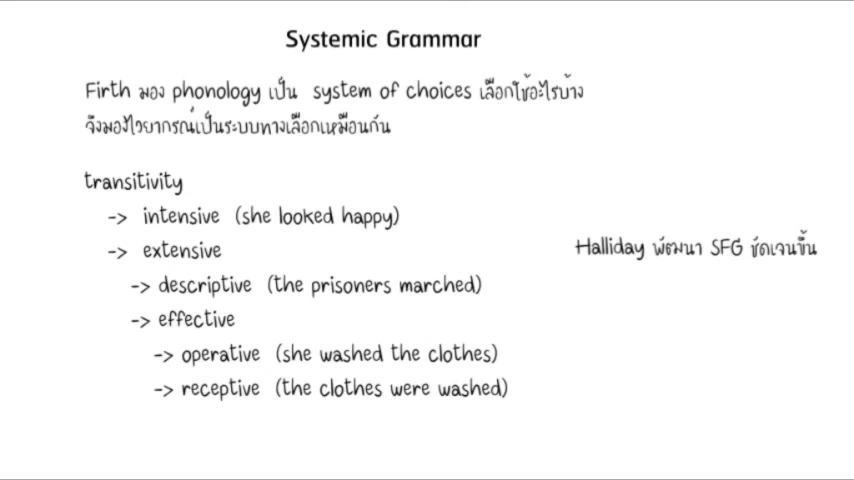 Systemic Grammar
Firth มอง phonology เป็น system of choices เลือกใช้อะไรบ้าง
จึงมองไวยากรณ์เป็นระบบทางเลือกเหมือนกัน
transitivity
-> intensive (she looked happy)
-> extensive
Halliday พัฒนา SFG ชัดเจนขึ้น
-> descriptive (the prisoners marched)
-> effective
-> operative (she washed the clothes)
-> receptive (the clothes were washed)